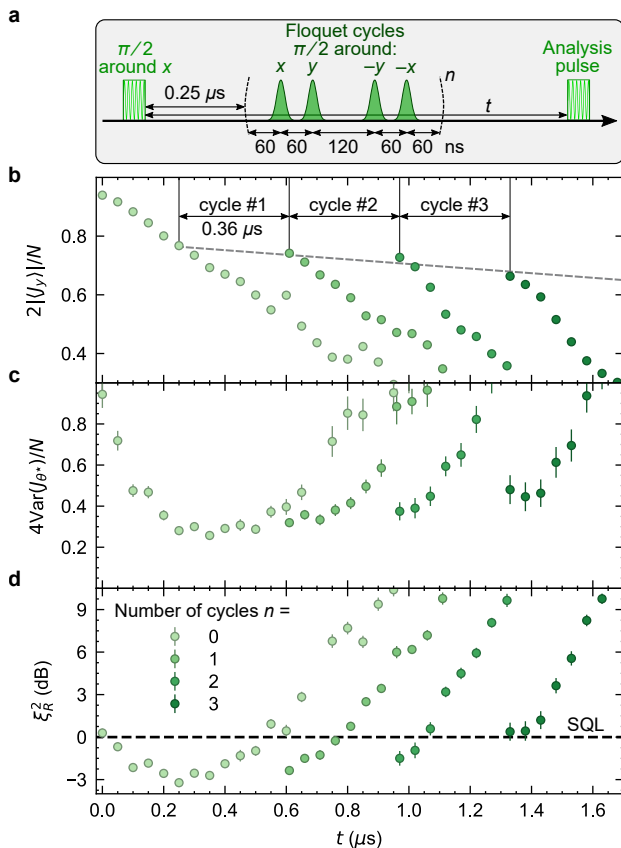 a
Floquet cycles
π/2 around:
π/2
around x
x y −y −x
n
Analysis
pulse
0.25 μs
t
60 60 120 60 60 ns
b
cycle #1 cycle #2 cycle #3
0.36 μs
2|⟨J_y⟩|/N
0.8
0.6
0.4
c
4Var(J_θ*)/N
0.8
0.6
0.4
0.2
d
Number of cycles n =
0
1
2
3
ξ²_R (dB)
9
6
3
0
−3
SQL
0.0 0.2 0.4 0.6 0.8 1.0 1.2 1.4 1.6
t (μs)